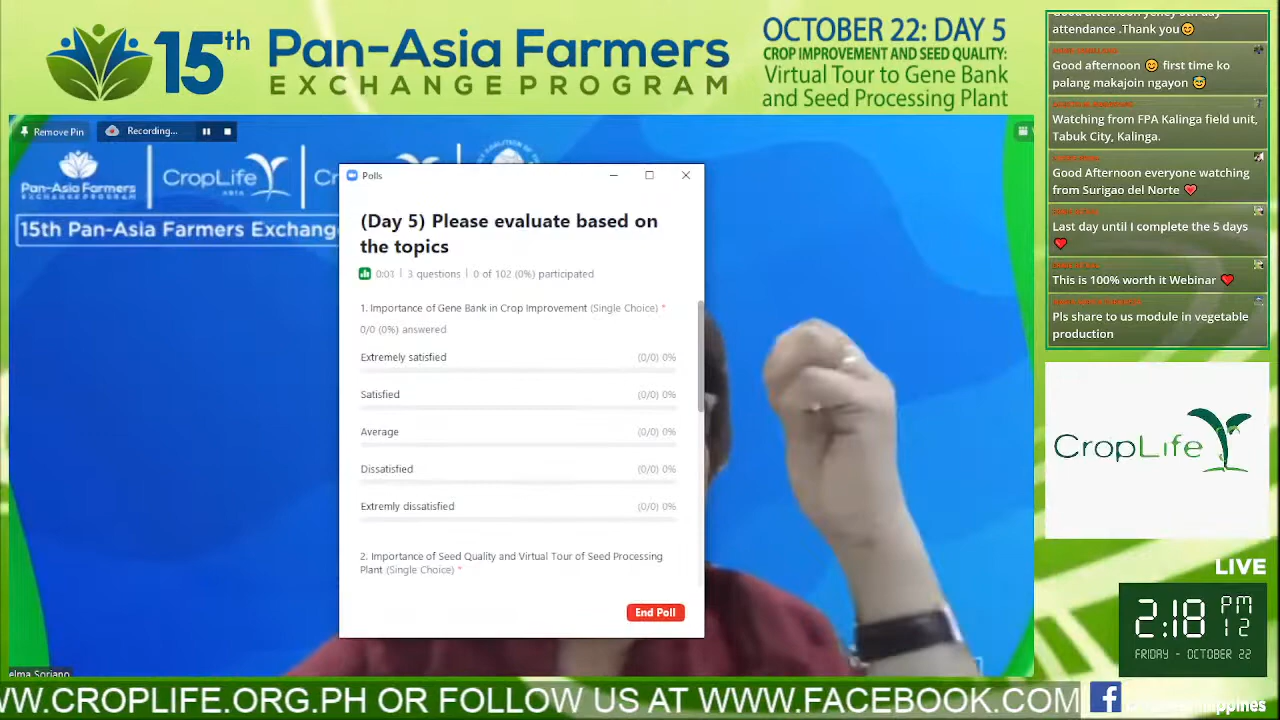 15th Pan-Asia Farmers
EXCHANGE PROGRAM
OCTOBER 22: DAY 5
CROP IMPROVEMENT AND SEED QUALITY:
Virtual Tour to Gene Bank
and Seed Processing Plant
attendance .Thank you😊
Good afternoon 😊 first time ko
palang makajoin ngayon 😅
Watching from FPA Kalinga field unit,
Tabuk City, Kalinga.
Good Afternoon everyone watching
from Surigao del Norte ❤️
Last day until I complete the 5 days
❤️
This is 100% worth it Webinar ❤️
Pls share to us module in vegetable
production
Remove Pin
Recording...
Pan-Asia Farmers
EXCHANGE PROGRAM
CropLife
ASIA
15th Pan-Asia Farmers Exchang
Polls
(Day 5) Please evaluate based on
the topics
0:01 | 3 questions | 0 of 102 (0%) participated
1. Importance of Gene Bank in Crop Improvement (Single Choice) *
0/0 (0%) answered
Extremely satisfied (0/0) 0%
Satisfied (0/0) 0%
Average (0/0) 0%
Dissatisfied (0/0) 0%
Extremly dissatisfied (0/0) 0%
2. Importance of Seed Quality and Virtual Tour of Seed Processing
Plant (Single Choice) *
End Poll
elma Soriano
CropLife
LIVE
2:18 PM
12
FRIDAY - OCTOBER 22
WWW.CROPLIFE.ORG.PH OR FOLLOW US AT WWW.FACEBOOK.COM